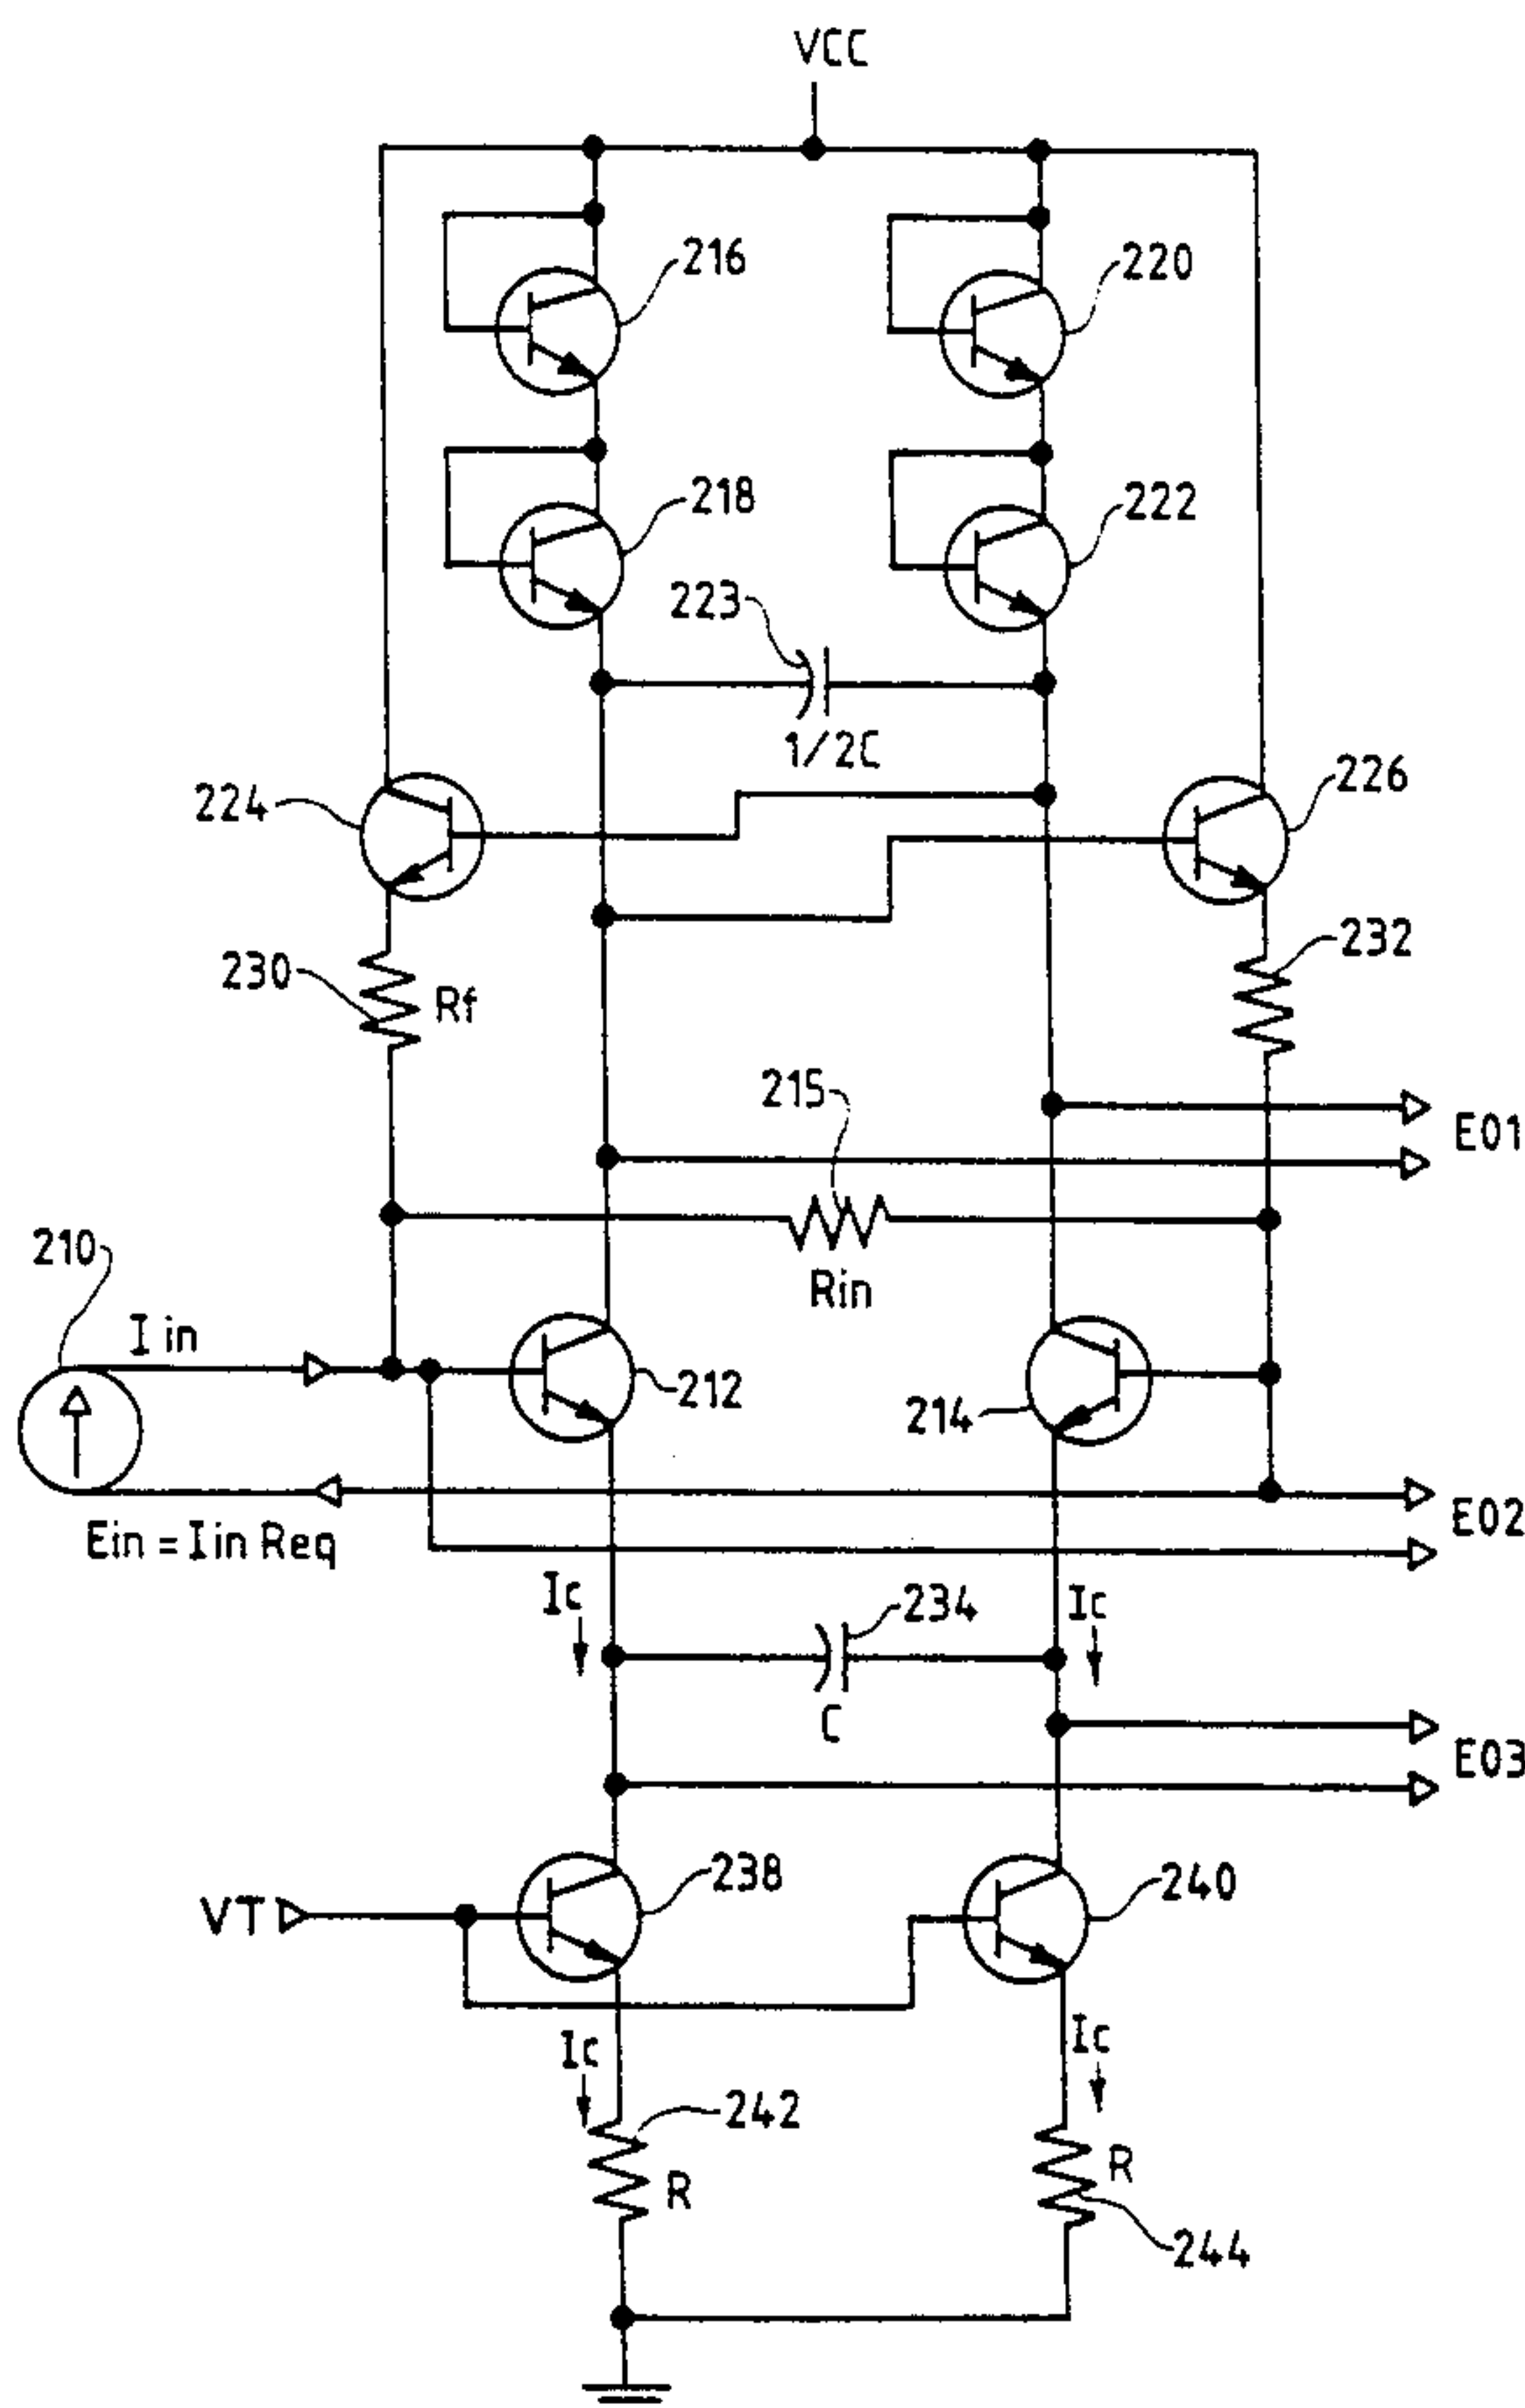 VCC
216
220
218
222
223
1/2C
224
226
230
Rf
232
215
E01
210
I in
Rin
212
214
E02
Ein = Iin Req
Ic
234
Ic
C
E03
VT
238
240
Ic
Ic
242
R
R
244